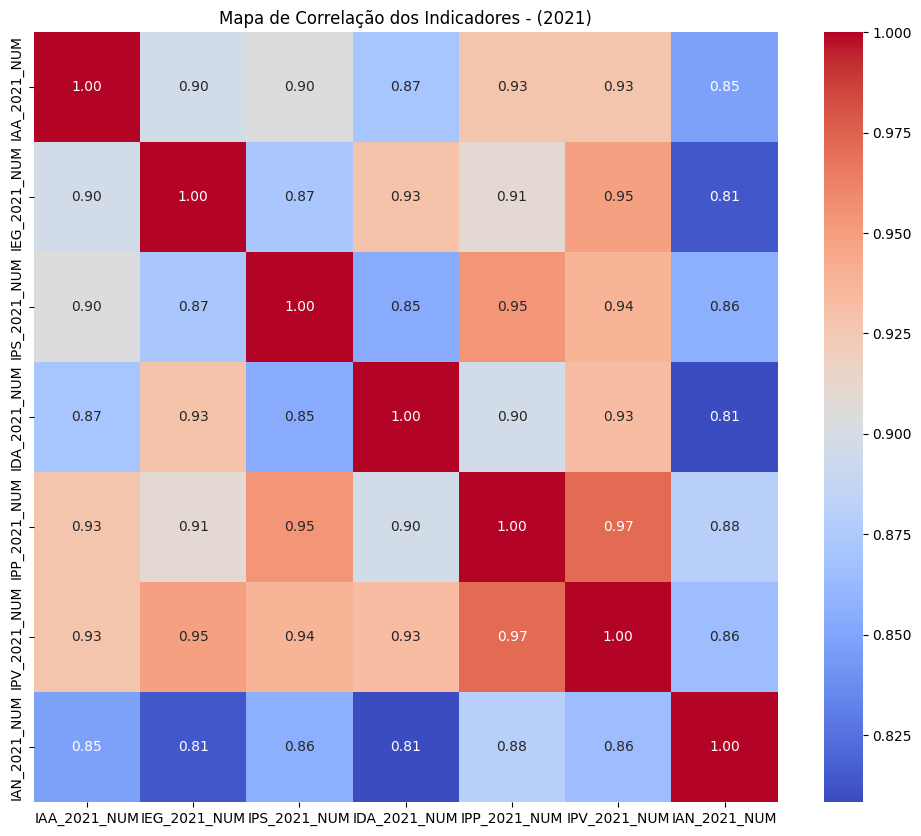 Mapa de Correlação dos Indicadores - (2021)
IAA_2021_NUM 1.00 0.90 0.90 0.87 0.93 0.93 0.85
IEG_2021_NUM 0.90 1.00 0.87 0.93 0.91 0.95 0.81
IPS_2021_NUM 0.90 0.87 1.00 0.85 0.95 0.94 0.86
IDA_2021_NUM 0.87 0.93 0.85 1.00 0.90 0.93 0.81
IPP_2021_NUM 0.93 0.91 0.95 0.90 1.00 0.97 0.88
IPV_2021_NUM 0.93 0.95 0.94 0.93 0.97 1.00 0.86
IAN_2021_NUM 0.85 0.81 0.86 0.81 0.88 0.86 1.00
IAA_2021_NUM IEG_2021_NUM IPS_2021_NUM IDA_2021_NUM IPP_2021_NUM IPV_2021_NUM IAN_2021_NUM
1.000
0.975
0.950
0.925
0.900
0.875
0.850
0.825